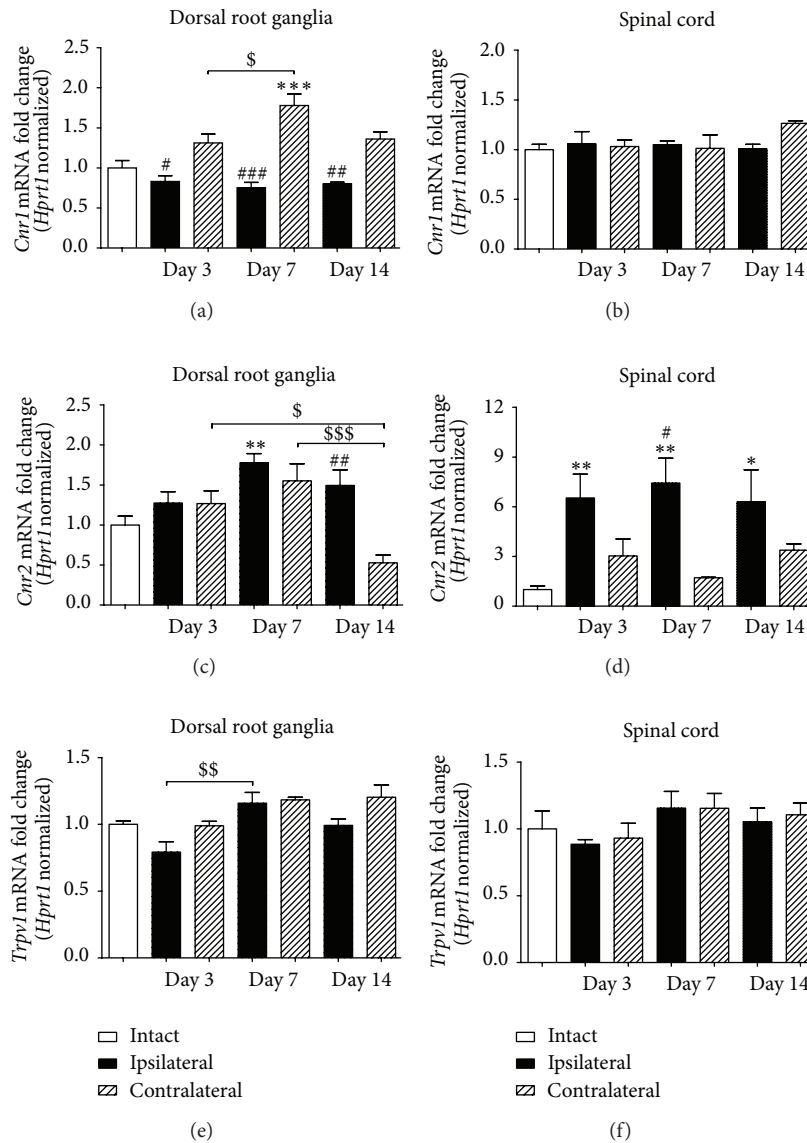 Dorsal root ganglia
Cnr1 mRNA fold change
(Hprt1 normalized)
2.5
2.0
1.5
1.0
0.5
0.0
$
***
#
###
##
Day 3 Day 7 Day 14
(a)
Spinal cord
Cnr1 mRNA fold change
(Hprt1 normalized)
2.0
1.5
1.0
0.5
0.0
Day 3 Day 7 Day 14
(b)
Dorsal root ganglia
Cnr2 mRNA fold change
(Hprt1 normalized)
2.5
2.0
1.5
1.0
0.5
0.0
$
$$$
**
##
Day 3 Day 7 Day 14
(c)
Spinal cord
Cnr2 mRNA fold change
(Hprt1 normalized)
12
9
6
3
0
**
#
**
*
Day 3 Day 7 Day 14
(d)
Dorsal root ganglia
Trpv1 mRNA fold change
(Hprt1 normalized)
1.5
1.0
0.5
0.0
$$
Day 3 Day 7 Day 14
Intact
Ipsilateral
Contralateral
(e)
Spinal cord
Trpv1 mRNA fold change
(Hprt1 normalized)
1.5
1.0
0.5
0.0
Day 3 Day 7 Day 14
Intact
Ipsilateral
Contralateral
(f)